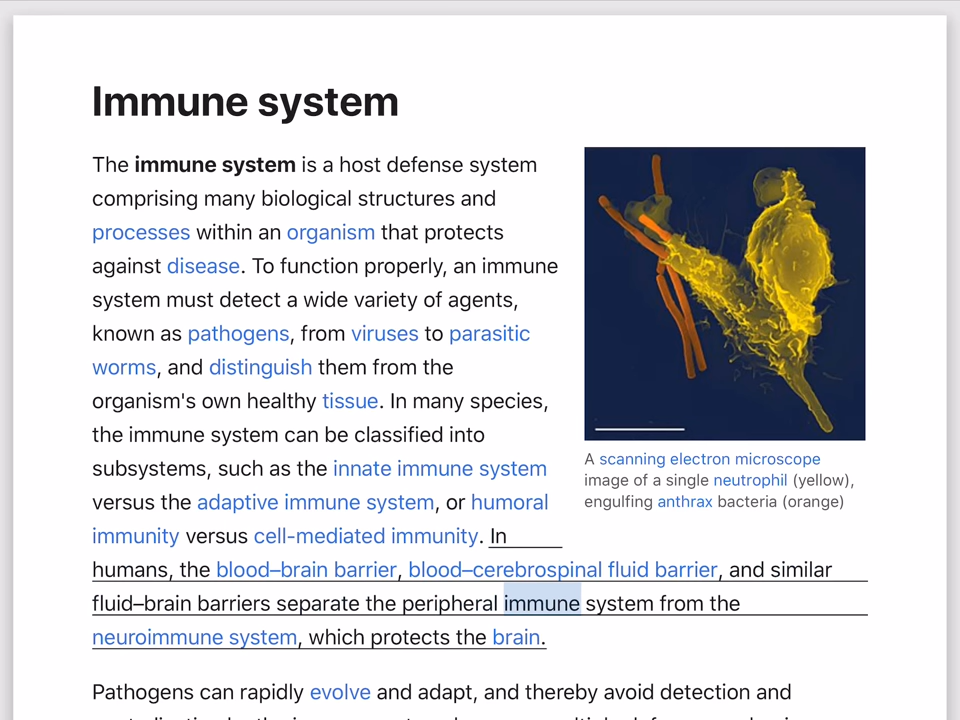 Immune system
The immune system is a host defense system
comprising many biological structures and
processes within an organism that protects
against disease. To function properly, an immune
system must detect a wide variety of agents,
known as pathogens, from viruses to parasitic
worms, and distinguish them from the
organism's own healthy tissue. In many species,
the immune system can be classified into
subsystems, such as the innate immune system
versus the adaptive immune system, or humoral
immunity versus cell-mediated immunity. In
humans, the blood–brain barrier, blood–cerebrospinal fluid barrier, and similar
fluid–brain barriers separate the peripheral immune system from the
neuroimmune system, which protects the brain.
A scanning electron microscope
image of a single neutrophil (yellow),
engulfing anthrax bacteria (orange)
Pathogens can rapidly evolve and adapt, and thereby avoid detection and